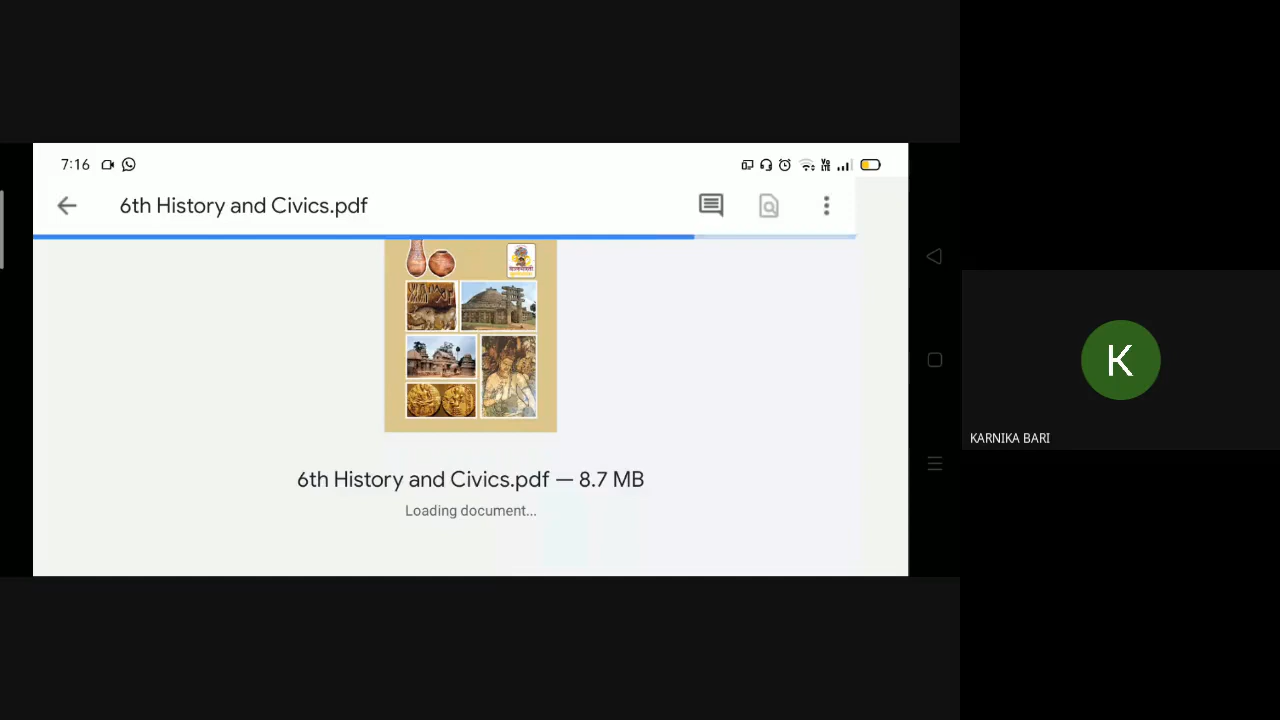 7:16
6th History and Civics.pdf
6th History and Civics.pdf — 8.7 MB
Loading document...
K
KARNIKA BARI